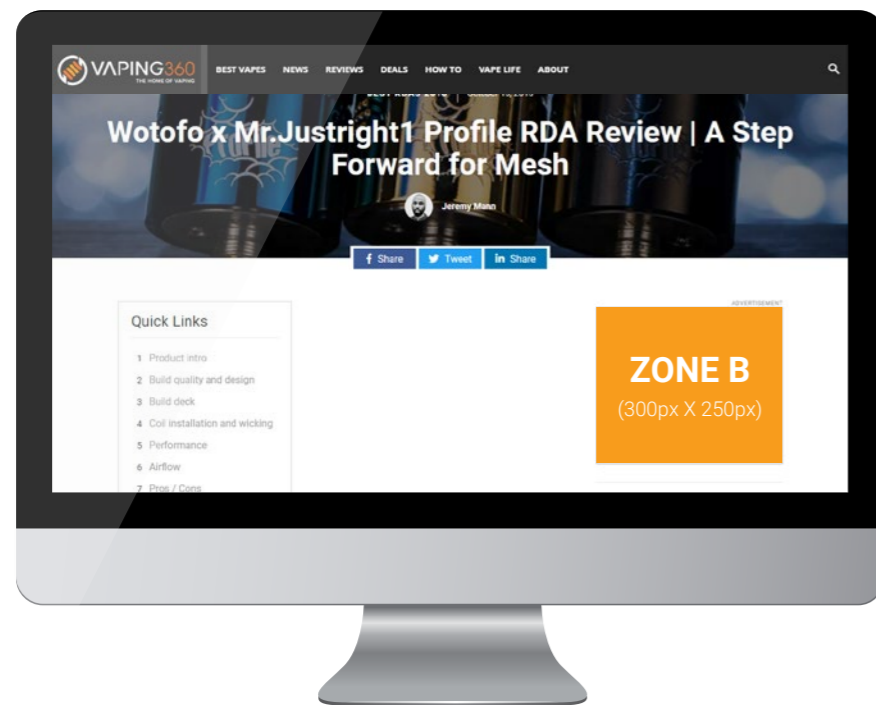 VAPING360
THE HOME OF VAPING
BEST VAPES NEWS REVIEWS DEALS HOW TO VAPE LIFE ABOUT
Wotofo x Mr.Justright1 Profile RDA Review | A Step
Forward for Mesh
Jeremy Mann
Share Tweet Share
ADVERTISEMENT
Quick Links
1 Product intro
2 Build quality and design
3 Build deck
4 Coil installation and wicking
5 Performance
6 Airflow
7 Pros / Cons
ZONE B
(300px X 250px)